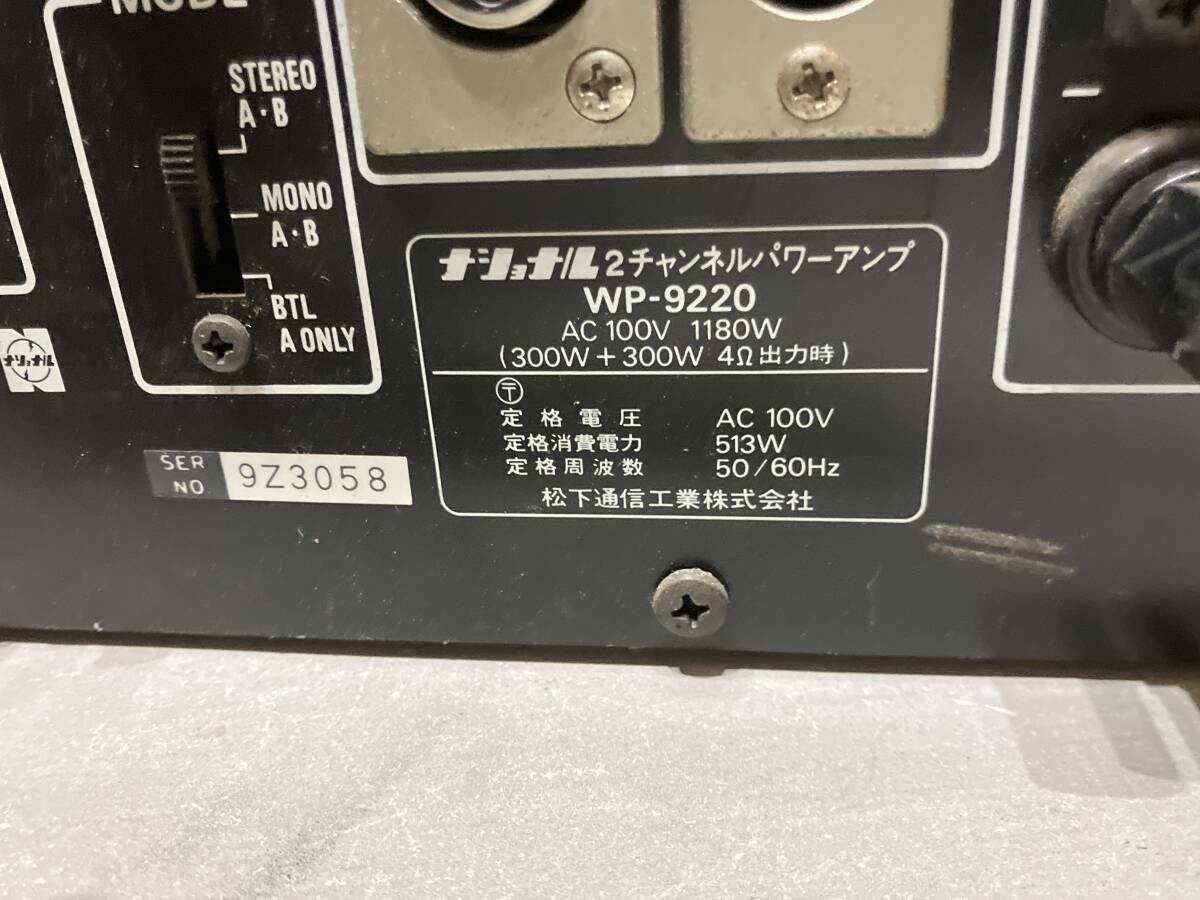 MODE
STEREO
A・B
MONO
A・B
BTL
A ONLY
ナショナル
SER
NO
9Z3058
ナショナル 2チャンネルパワーアンプ
WP-9220
AC 100V 1180W
(300W + 300W 4Ω出力時)
〒
定格電圧 AC 100V
定格消費電力 513W
定格周波数 50/60Hz
松下通信工業株式会社